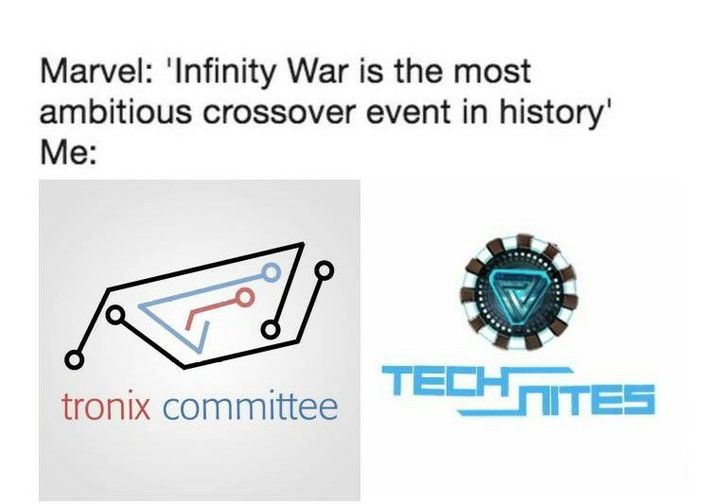 Marvel: 'Infinity War is the most
ambitious crossover event in history'
Me:
tronix committee
TECHNITES